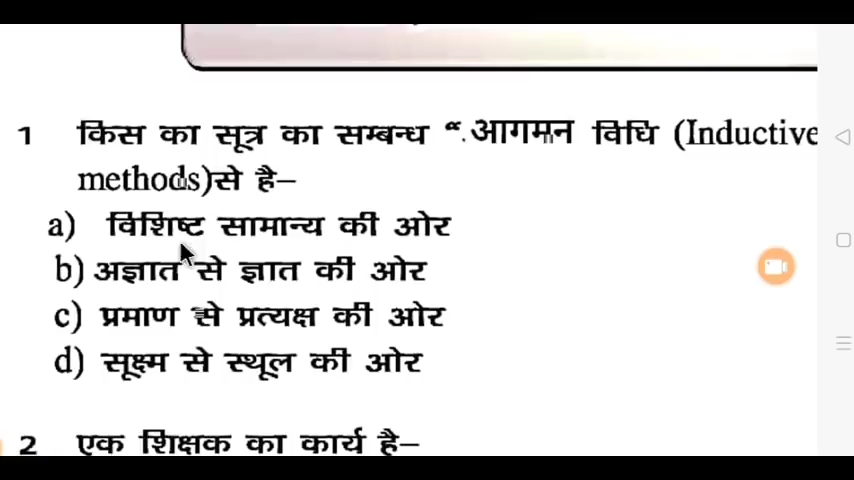 1 किस का सूत्र का सम्बन्ध “ आगमन विधि (Inductive
methods)से है–
a) विशिष्ट सामान्य की ओर
b) अज्ञात से ज्ञात की ओर
c) प्रमाण से प्रत्यक्ष की ओर
d) सूक्ष्म से स्थूल की ओर
2 एक शिक्षक का कार्य है–